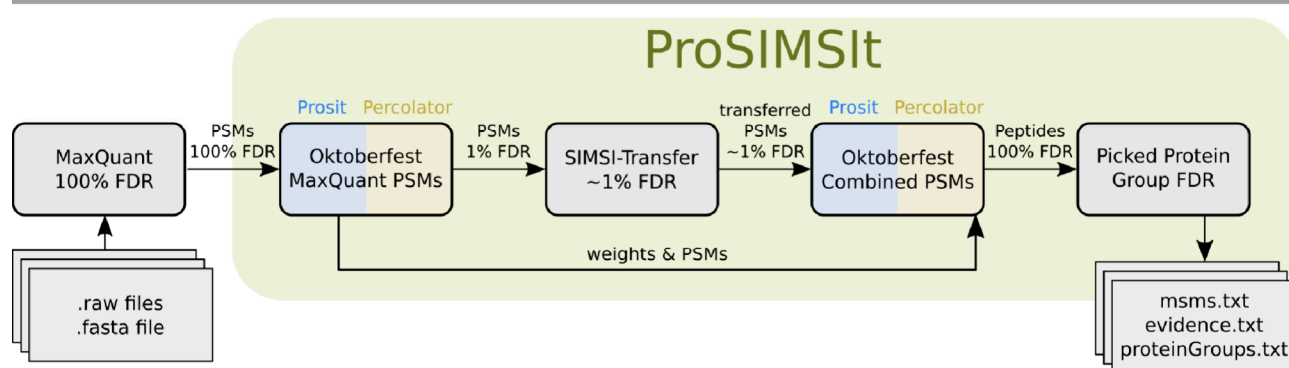 ProSIMSIt
Prosit Percolator
transferred
Prosit Percolator
MaxQuant
100% FDR
PSMs
100% FDR
Oktoberfest
MaxQuant PSMs
PSMs
1% FDR
SIMSI-Transfer
~1% FDR
PSMs
~1% FDR
Oktoberfest
Combined PSMs
Peptides
100% FDR
Picked Protein
Group FDR
weights & PSMs
.raw files
.fasta file
msms.txt
evidence.txt
proteinGroups.txt